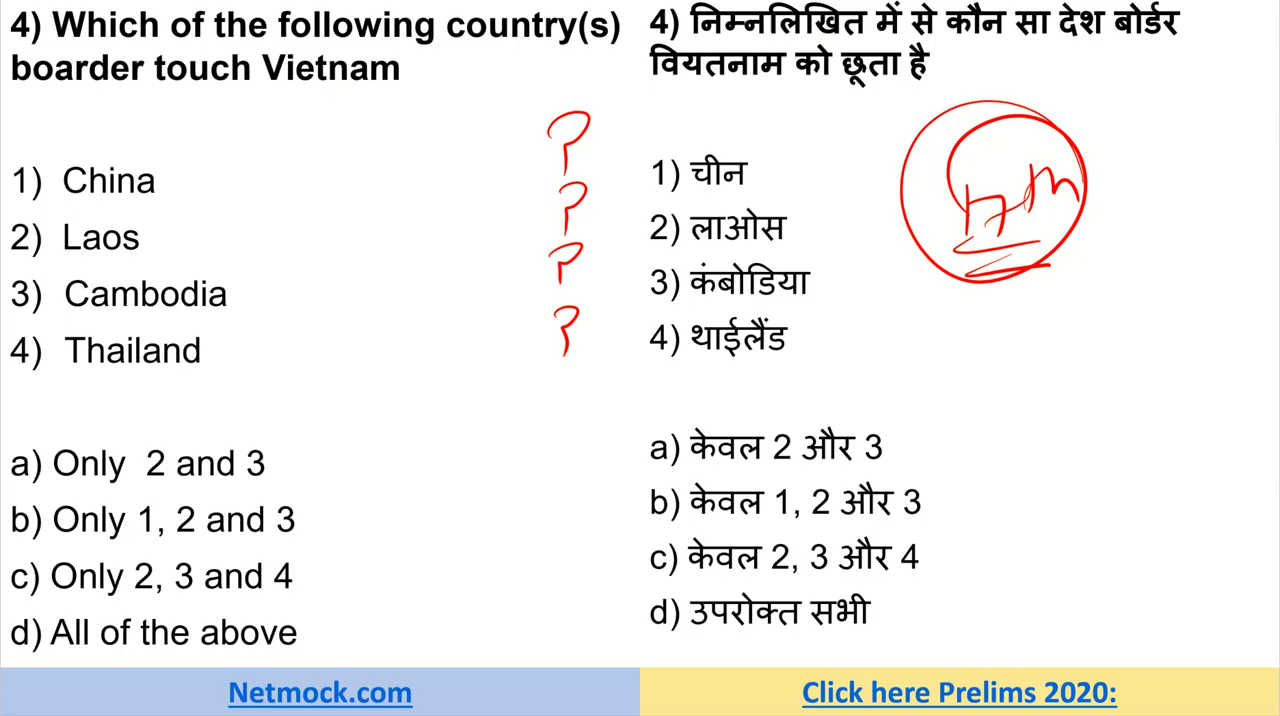 4) Which of the following country(s)
boarder touch Vietnam
1) China
2) Laos
3) Cambodia
4) Thailand
a) Only 2 and 3
b) Only 1, 2 and 3
c) Only 2, 3 and 4
d) All of the above
4) निम्नलिखित में से कौन सा देश बोर्डर
वियतनाम को छूता है
1) चीन
2) लाओस
3) कंबोडिया
4) थाईलैंड
a) केवल 2 और 3
b) केवल 1, 2 और 3
c) केवल 2, 3 और 4
d) उपरोक्त सभी
?
?
?
?
Netmock.com
Click here Prelims 2020: